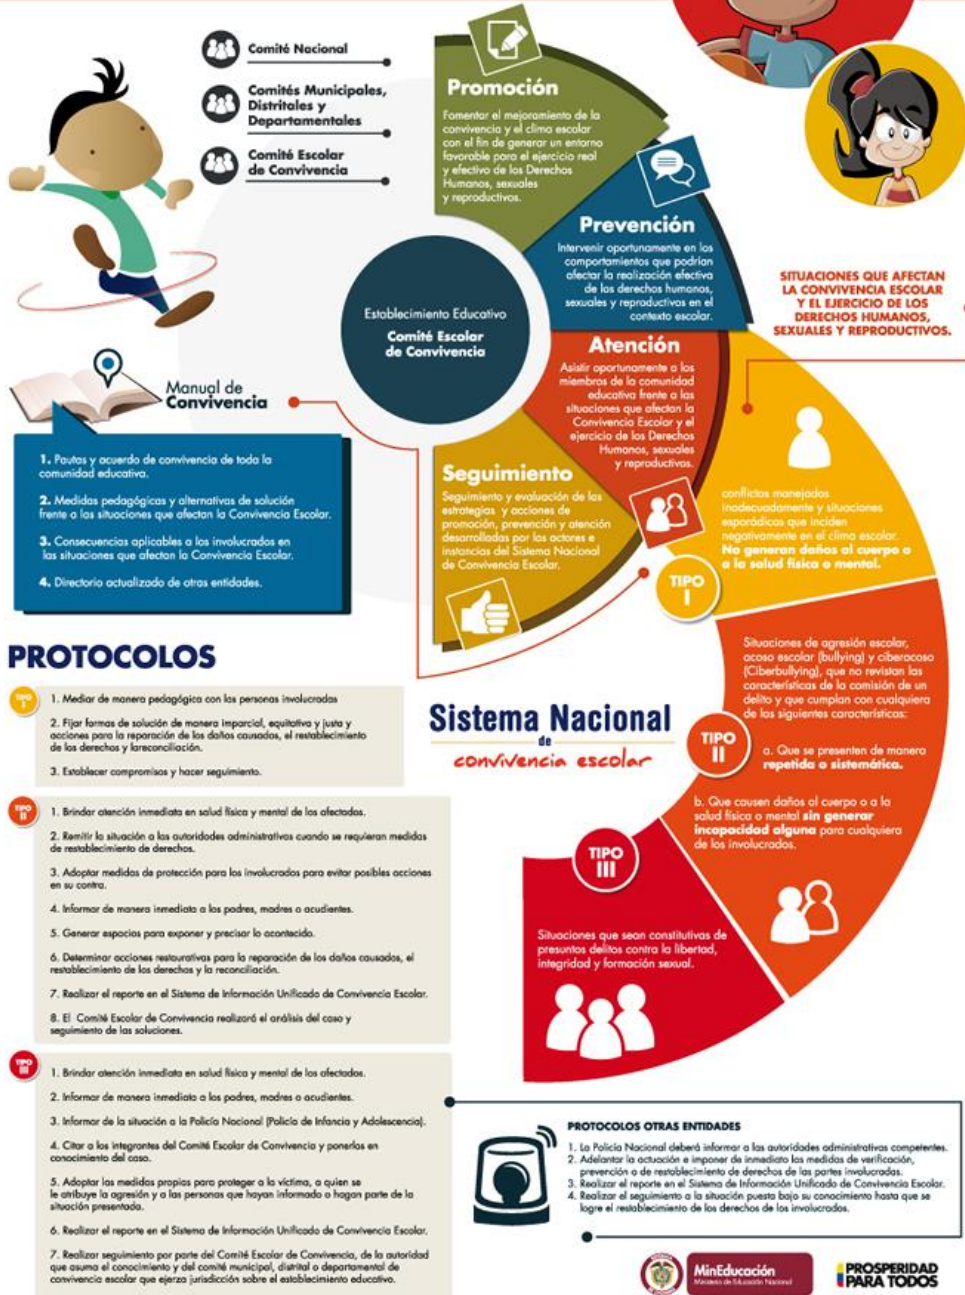 Comité Nacional
Comités Municipales,
Distritales y
Departamentales
Comité Escolar
de Convivencia
Promoción
Fomentar el mejoramiento de la
convivencia y el clima escolar
con el fin de generar un entorno
favorable para el ejercicio real
y efectivo de los Derechos
Humanos, sexuales
y reproductivos.
Prevención
Intervenir oportunamente en los
comportamientos que podrían
afectar la realización efectiva
de los derechos humanos,
sexuales y reproductivos en el
contexto escolar.
SITUACIONES QUE AFECTAN
LA CONVIVENCIA ESCOLAR
Y EL EJERCICIO DE LOS
DERECHOS HUMANOS,
SEXUALES Y REPRODUCTIVOS.
Establecimiento Educativo
Comité Escolar
de Convivencia
Atención
Asistir oportunamente a los
miembros de la comunidad
educativa frente a las
situaciones que afectan la
Convivencia Escolar y el
ejercicio de los Derechos
Humanos, sexuales
y reproductivos.
Seguimiento
Seguimiento y evaluación de las
estrategias y acciones de
promoción, prevención y atención
desarrolladas por los actores e
instancias del Sistema Nacional
de Convivencia Escolar.
Manual de
Convivencia
1. Pautas y acuerdo de convivencia de toda la
comunidad educativa.
2. Medidas pedagógicas y alternativas de solución
frente a las situaciones que afectan la Convivencia Escolar.
3. Consecuencias aplicables a los involucrados en
las situaciones que afectan la Convivencia Escolar.
4. Directorio actualizado de otras entidades.
conflictos manejados
inadecuadamente y situaciones
esporádicas que inciden
negativamente en el clima escolar.
No generan daños al cuerpo o
a la salud física o mental.
TIPO
I
Situaciones de agresión escolar,
acoso escolar (bullying) y ciberacoso
(Ciberbullying), que no revistan las
características de la comisión de un
delito y que cumplan con cualquiera
de las siguientes características:
TIPO
II
a. Que se presenten de manera
repetida o sistemática.
b. Que causen daños al cuerpo o a la
salud física o mental sin generar
incapacidad alguna para cualquiera
de los involucrados.
Sistema Nacional
de
convivencia escolar
TIPO
III
Situaciones que sean constitutivas de
presuntos delitos contra la libertad,
integridad y formación sexual.
PROTOCOLOS
TIPO
I
1. Mediar de manera pedagógica con las personas involucradas
2. Fijar formas de solución de manera imparcial, equitativa y justa y
acciones para la reparación de los daños causados, el restablecimiento
de los derechos y lareconciliación.
3. Establecer compromisos y hacer seguimiento.
TIPO
II
1. Brindar atención inmediata en salud física y mental de los afectados.
2. Remitir la situación a las autoridades administrativas cuando se requieran medidas
de restablecimiento de derechos.
3. Adoptar medidas de protección para los involucrados para evitar posibles acciones
en su contra.
4. Informar de manera inmediata a los padres, madres o acudientes.
5. Generar espacios para exponer y precisar lo acontecido.
6. Determinar acciones restaurativas para la reparación de los daños causados, el
restablecimiento de los derechos y la reconciliación.
7. Realizar el reporte en el Sistema de Información Unificado de Convivencia Escolar.
8. El Comité Escolar de Convivencia realizará el análisis del caso y
seguimiento de las soluciones.
TIPO
III
1. Brindar atención inmediata en salud física y mental de los afectados.
2. Informar de manera inmediata a los padres, madres o acudientes.
3. Informar de la situación a la Policía Nacional (Policía de Infancia y Adolescencia).
4. Citar a los integrantes del Comité Escolar de Convivencia y ponerlos en
conocimiento del caso.
5. Adoptar las medidas propias para proteger a la víctima, a quien se
le atribuye la agresión y a las personas que hayan informado o hagan parte de la
situación presentada.
6. Realizar el reporte en el Sistema de Información Unificado de Convivencia Escolar.
7. Realizar seguimiento por parte del Comité Escolar de Convivencia, de la autoridad
que asuma el conocimiento y del comité municipal, distrital o departamental de
convivencia escolar que ejerza jurisdicción sobre el establecimiento educativo.
PROTOCOLOS OTRAS ENTIDADES
1. La Policía Nacional deberá informar a las autoridades administrativas competentes.
2. Adelantar la actuación e imponer de inmediato las medidas de verificación,
prevención o de restablecimiento de derechos de las partes involucradas.
3. Realizar el reporte en el Sistema de Información Unificado de Convivencia Escolar.
4. Realizar el seguimiento a la situación puesta bajo su conocimiento hasta que se
logre el restablecimiento de los derechos de los involucrados.
MinEducación
Ministerio de Educación Nacional
PROSPERIDAD
PARA TODOS